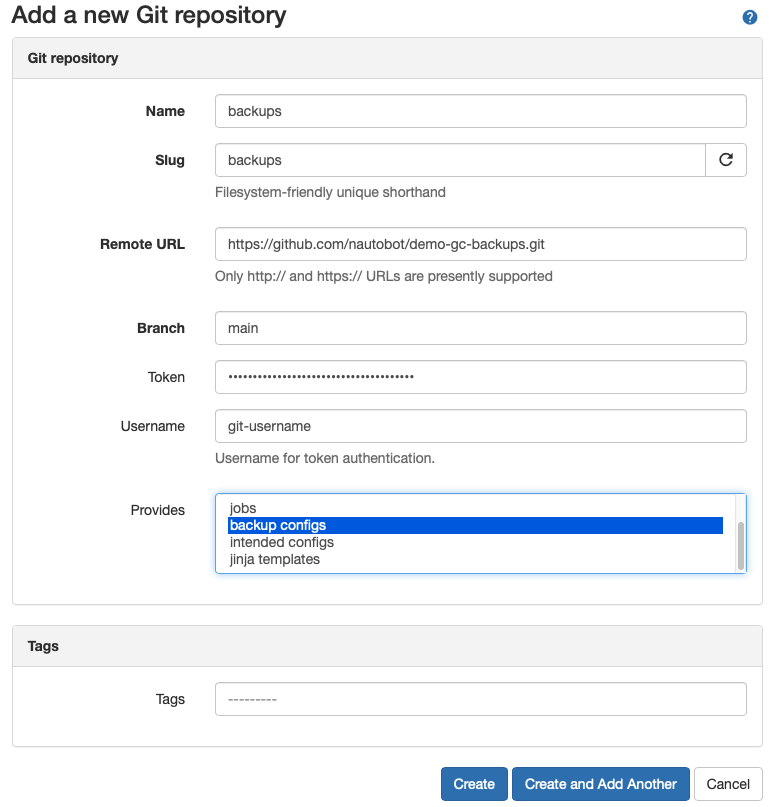 Add a new Git repository
?
Git repository
Name
backups
Slug
backups
Filesystem-friendly unique shorthand
Remote URL
https://github.com/nautobot/demo-gc-backups.git
Only http:// and https:// URLs are presently supported
Branch
main
Token
••••••••••••••••••••••••••••••••••••••
Username
git-username
Username for token authentication.
Provides
jobs
backup configs
intended configs
jinja templates
Tags
Tags
---------
Create
Create and Add Another
Cancel